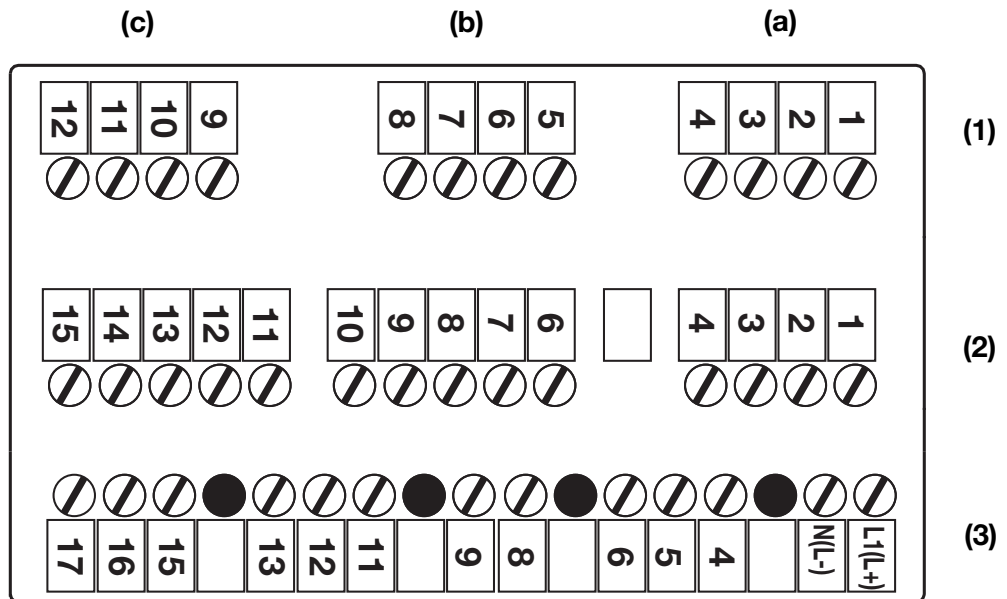 (c) (b) (a)
12 11 10 9 8 7 6 5 4 3 2 1 (1)
15 14 13 12 11 10 9 8 7 6 4 3 2 1 (2)
17 16 15 13 12 11 9 8 6 5 4 N(L-) L1(L+) (3)